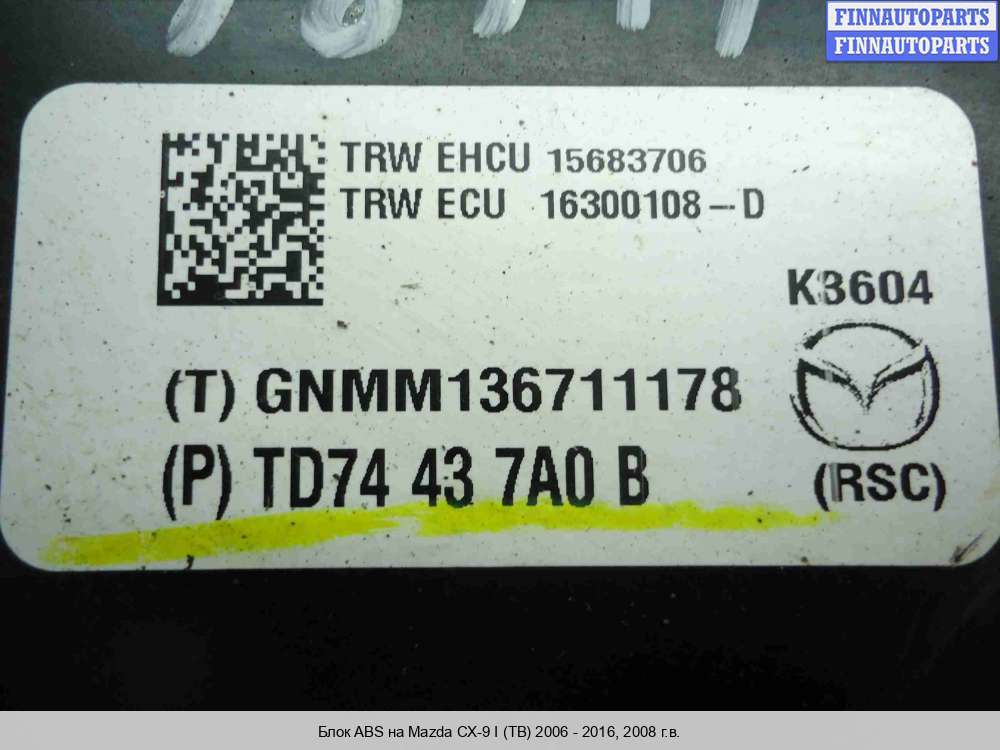 FINNAUTOPARTS
FINNAUTOPARTS
TRW EHCU 15683706
TRW ECU 16300108-D
K3604
(T) GNMM136711178
(P) TD74 43 7A0 B
(RSC)
Блок ABS на Mazda CX-9 I (TB) 2006 - 2016, 2008 г.в.